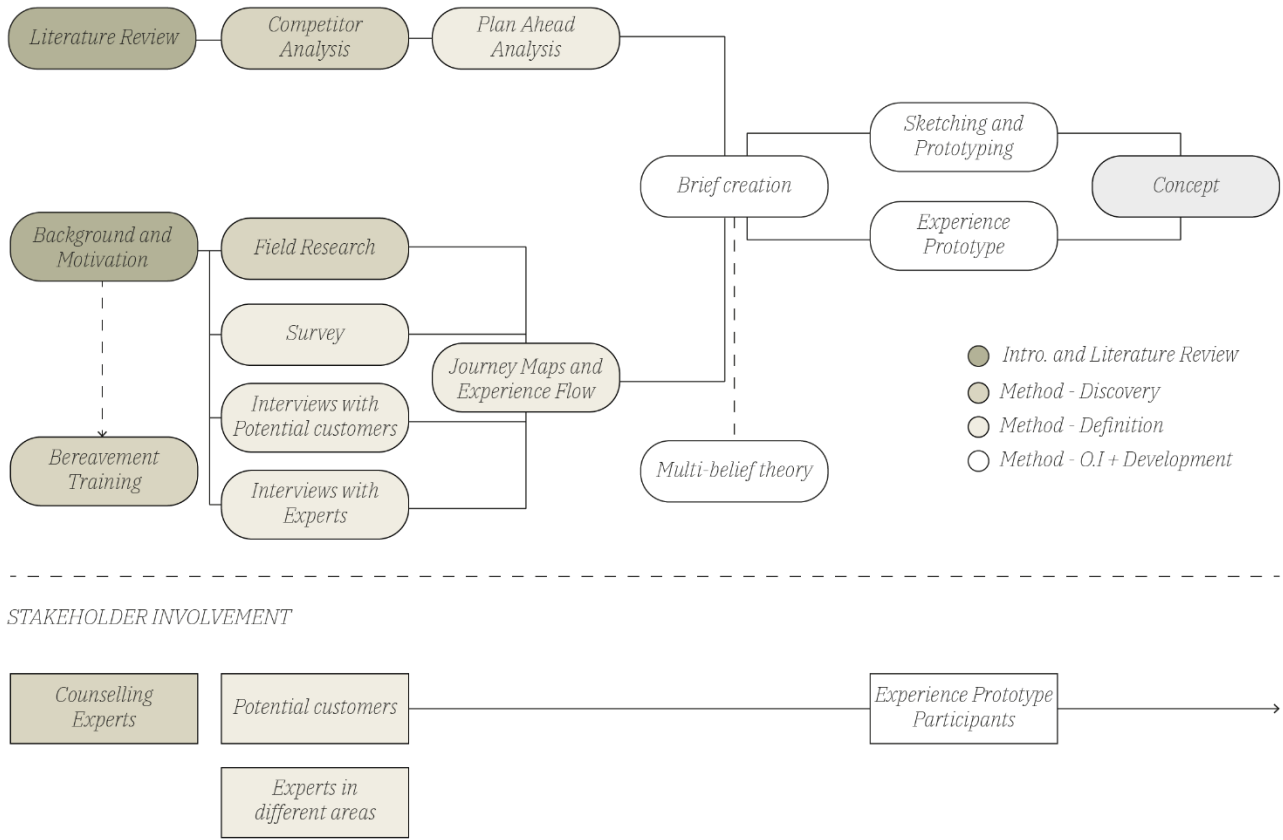 Literature Review
Competitor
Analysis
Plan Ahead
Analysis
Sketching and
Prototyping
Brief creation
Concept
Background and
Motivation
Field Research
Experience
Prototype
Survey
Journey Maps and
Experience Flow
Interviews with
Potential customers
Bereavement
Training
Interviews with
Experts
Multi-belief theory
Intro. and Literature Review
Method - Discovery
Method - Definition
Method - O.I + Development
STAKEHOLDER INVOLVEMENT
Counselling
Experts
Potential customers
Experience Prototype
Participants
Experts in
different areas